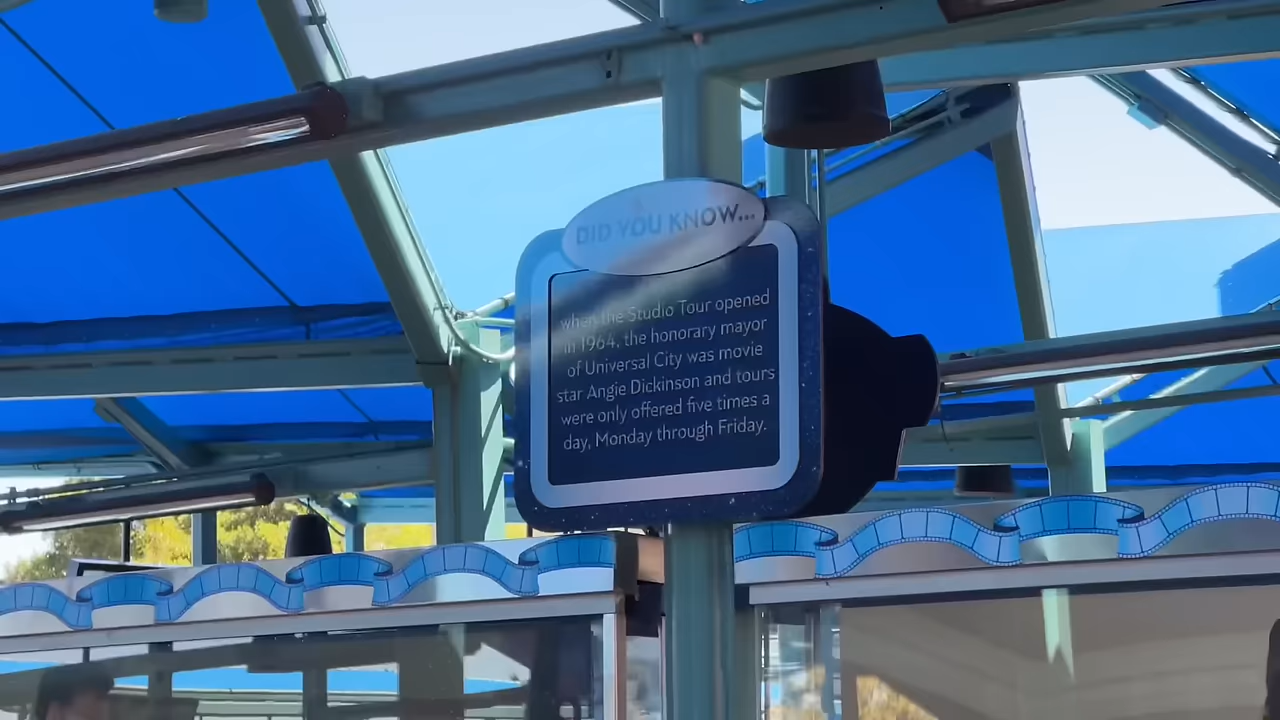 DID YOU KNOW...
when the Studio Tour opened
in 1964, the honorary mayor
of Universal City was movie
star Angie Dickinson and tours
were only offered five times a
day, Monday through Friday.